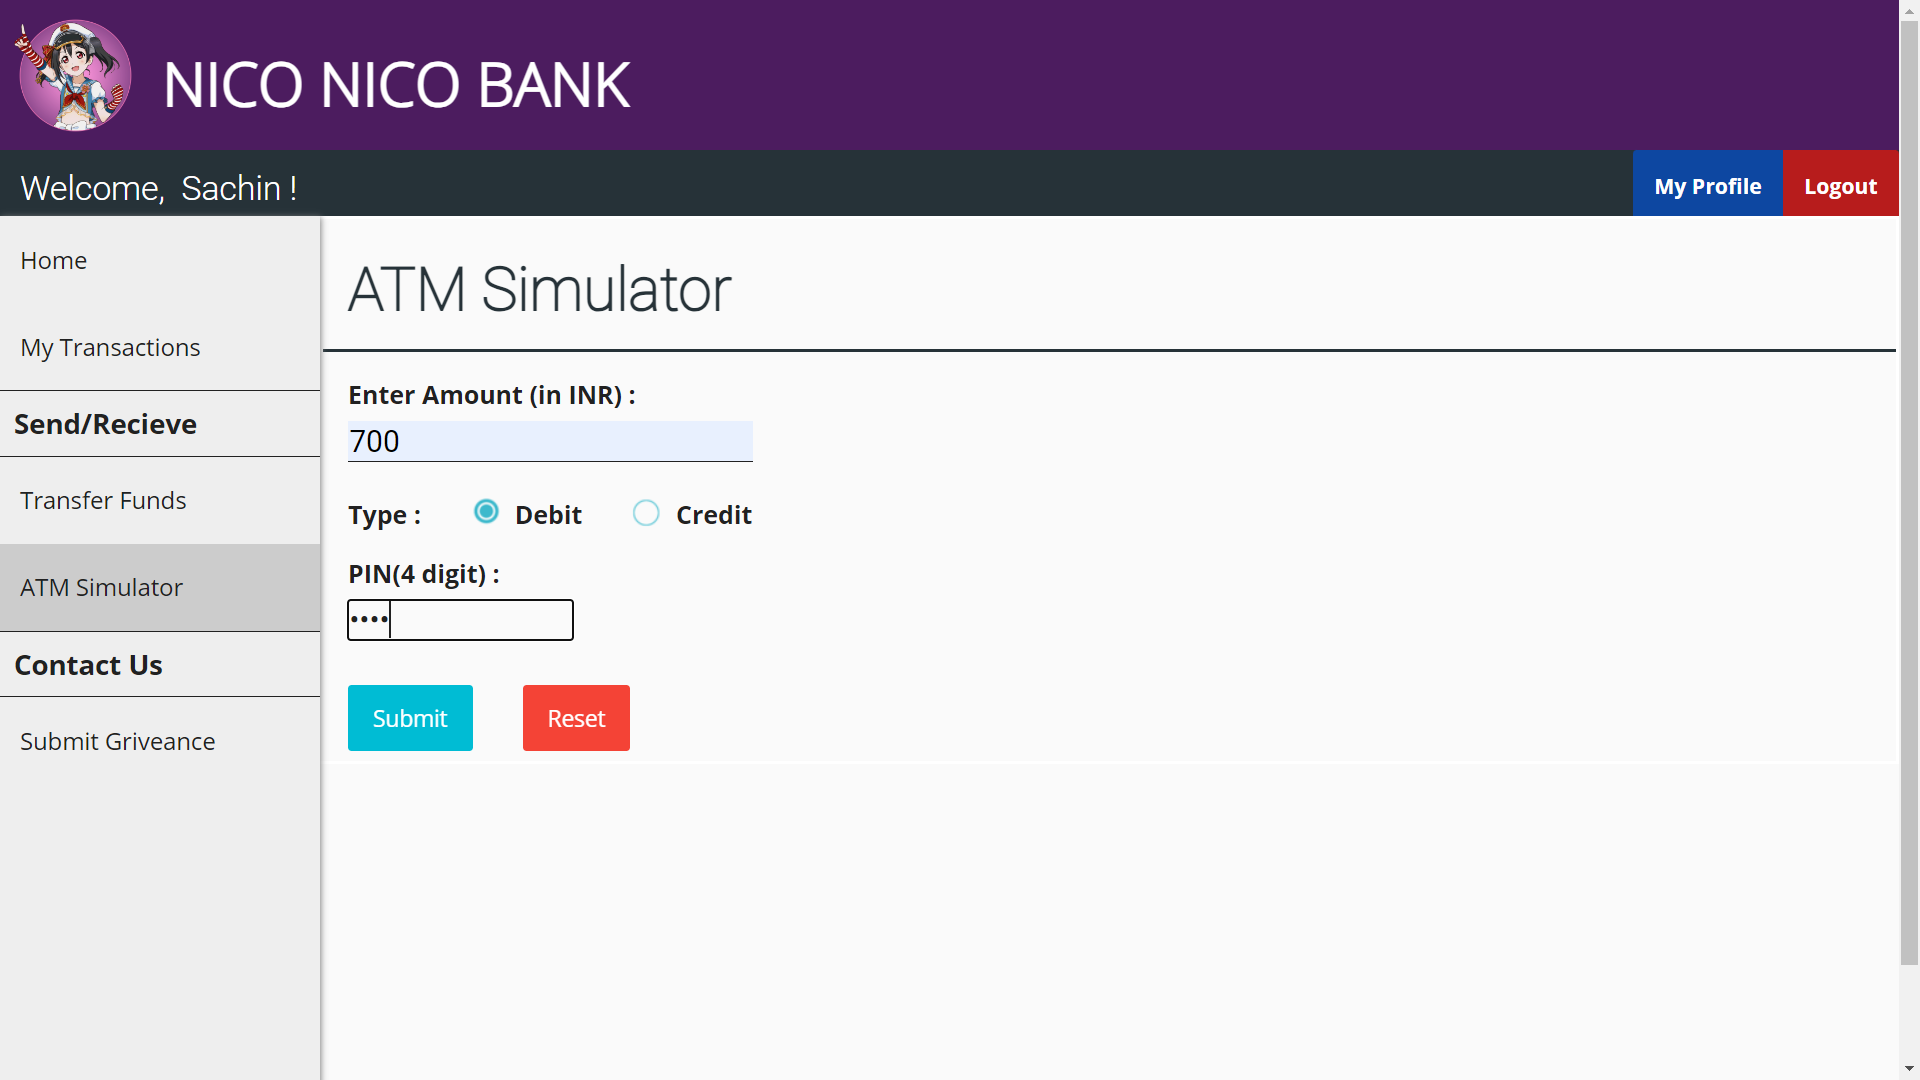 NICO NICO BANK
Welcome,  Sachin !
My Profile
Logout
Home
My Transactions
Send/Recieve
Transfer Funds
ATM Simulator
Contact Us
Submit Griveance
ATM Simulator
Enter Amount (in INR) :
700
Type :
Debit
Credit
PIN(4 digit) :
••••
Submit
Reset